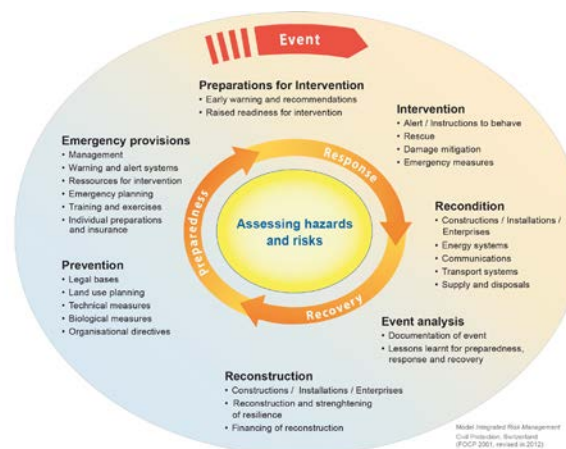 Event
Preparations for Intervention
• Early warning and recommendations
• Raised readiness for intervention
Intervention
• Alert / Instructions to behave
• Rescue
• Damage mitigation
• Emergency measures
Emergency provisions
• Management
• Warning and alert systems
• Ressources for intervention
• Emergency planning
• Training and exercises
• Individual preparations
and insurance
Response
Preparedness
Recovery
Assessing hazards
and risks
Recondition
• Constructions / Installations /
Enterprises
• Energy systems
• Communications
• Transport systems
• Supply and disposals
Prevention
• Legal bases
• Land use planning
• Technical measures
• Biological measures
• Organisational directives
Event analysis
• Documentation of event
• Lessons learnt for preparedness,
response and recovery
Reconstruction
• Constructions / Installations / Enterprises
• Reconstruction and strenghtening
of resilience
• Financing of reconstruction
Model Integrated Risk Management
Civil Protection, Switzerland
(FOCP 2001, revised in 2012)